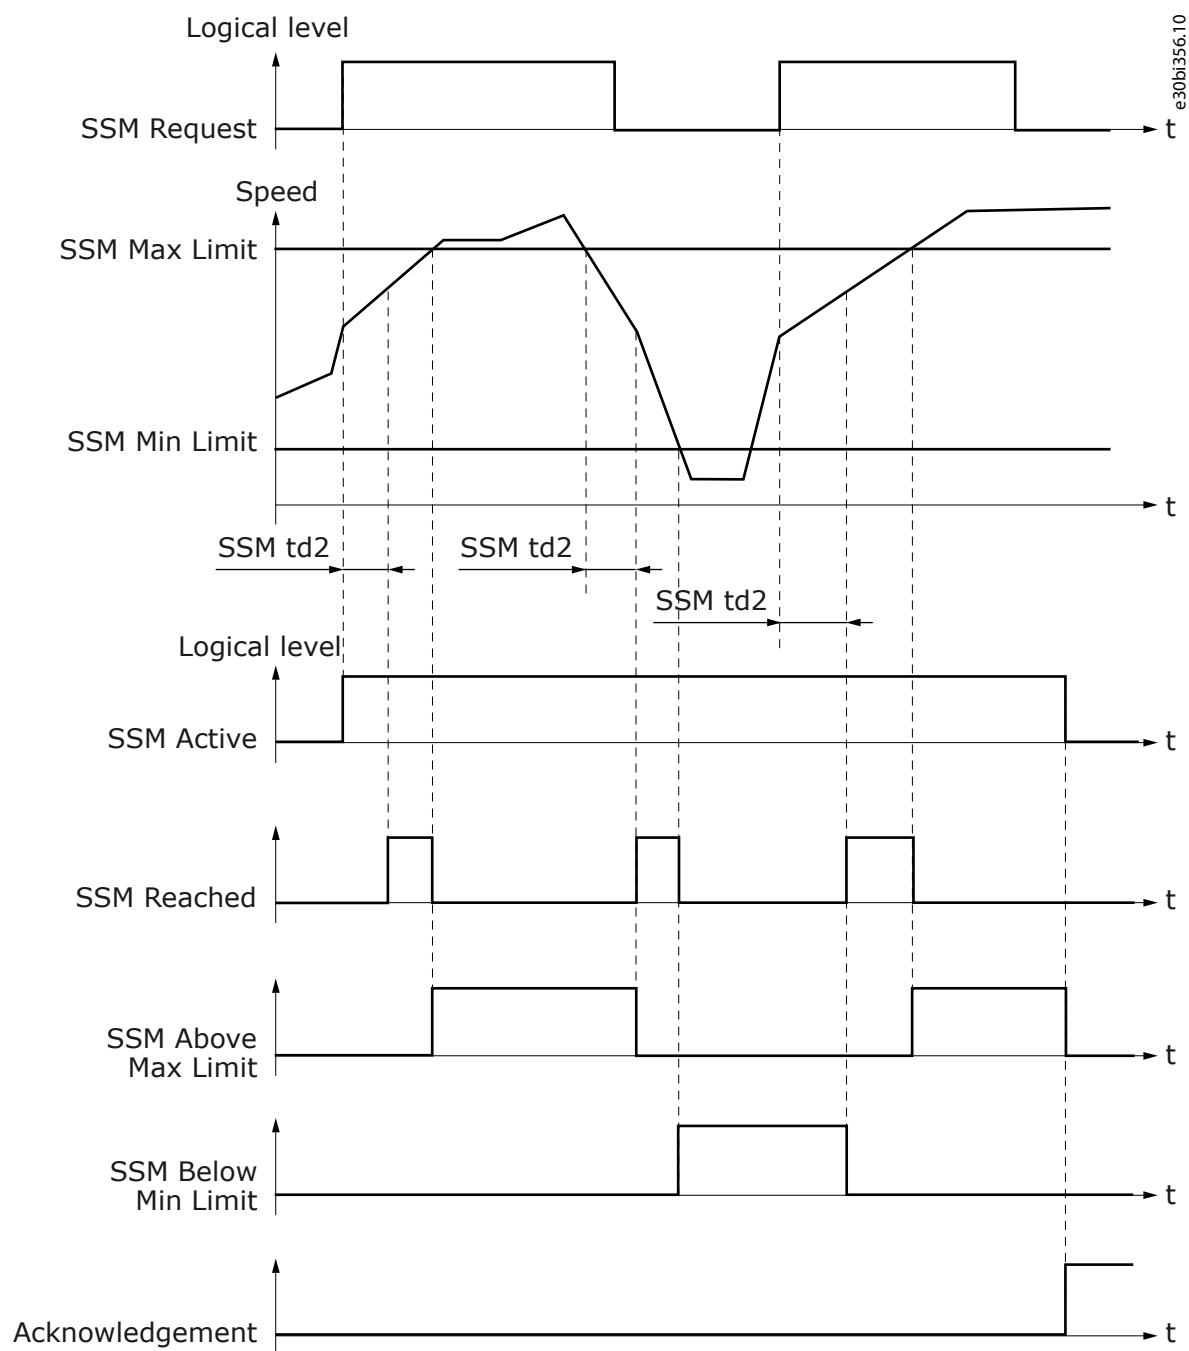 Logical level
e30bi356.10
SSM Request
t
Speed
SSM Max Limit
SSM Min Limit
t
SSM td2
SSM td2
SSM td2
Logical level
SSM Active
t
SSM Reached
t
SSM Above
Max Limit
t
SSM Below
Min Limit
t
Acknowledgement
t